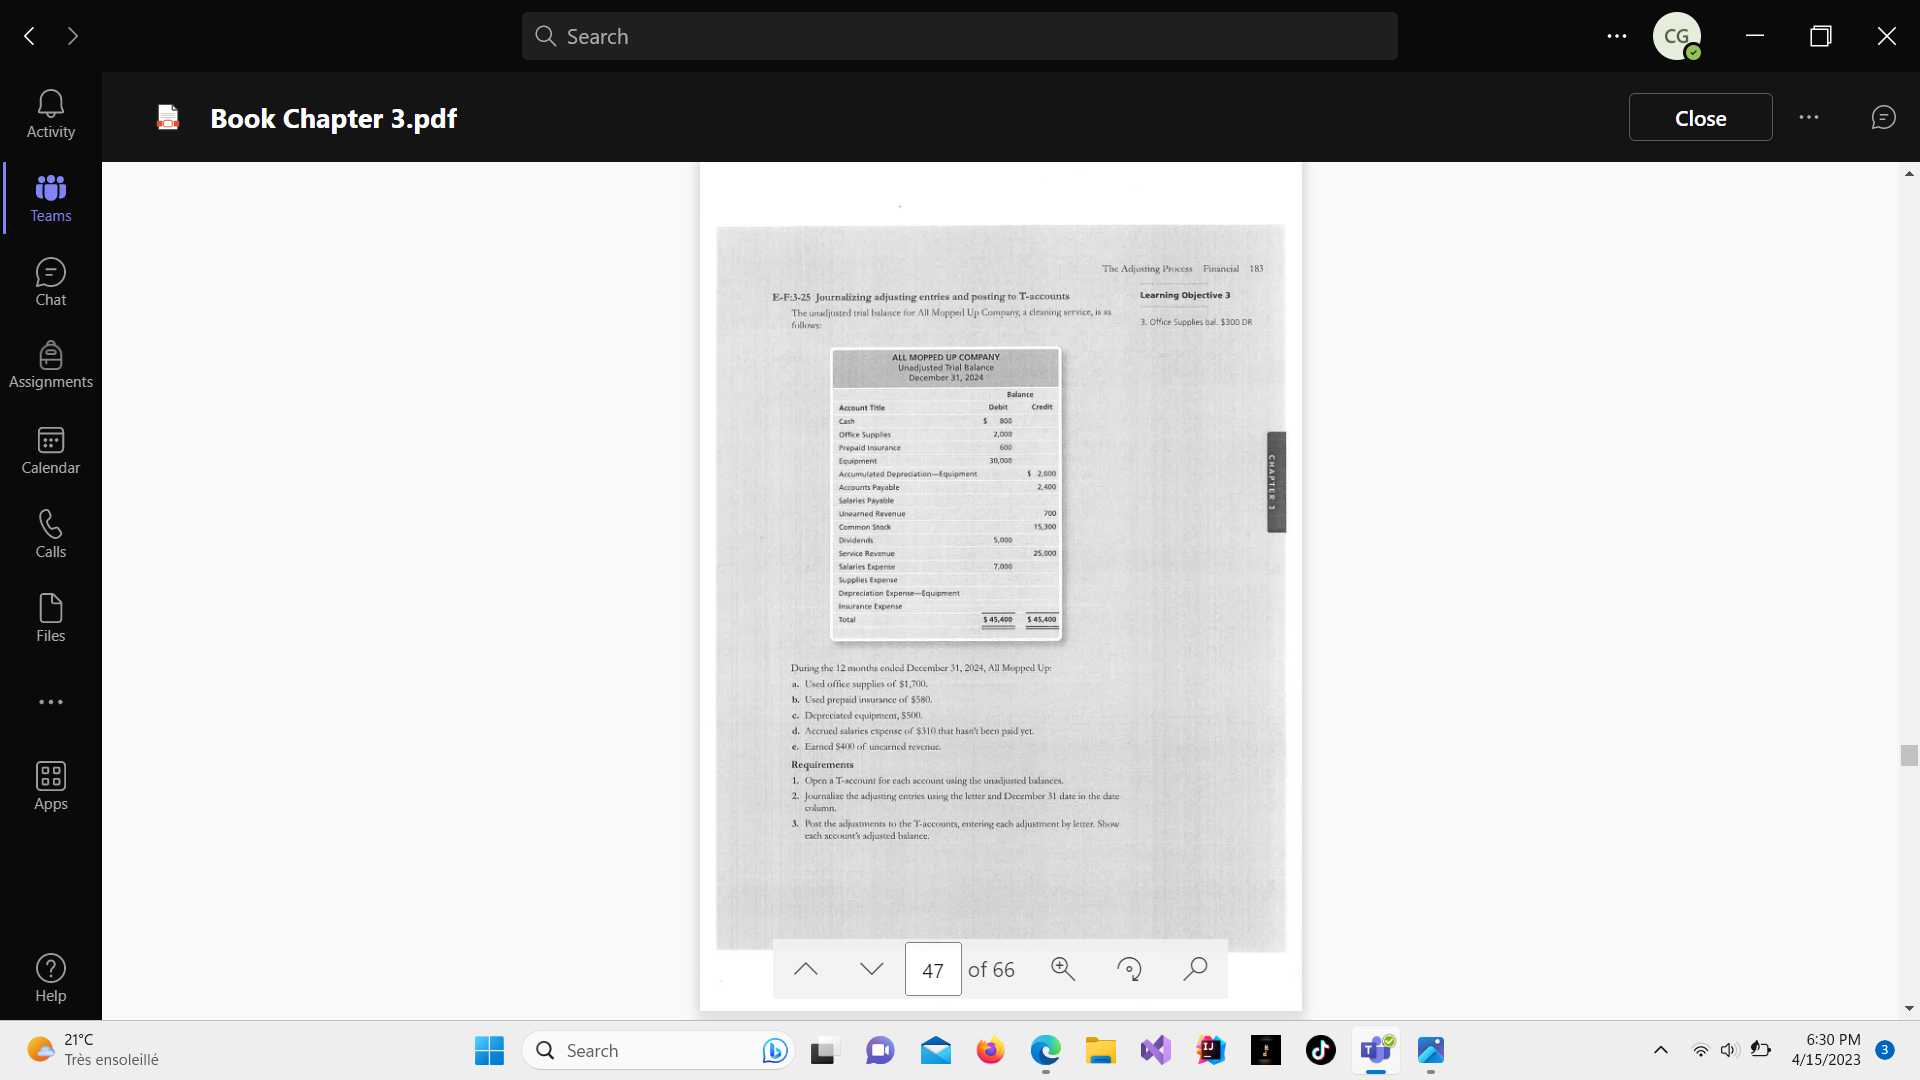 Search
CG
Activity
Teams
Chat
Assignments
Calendar
Calls
Files
Apps
Help
Book Chapter 3.pdf
Close
The Adjusting Process Financial 183
E-F:3-25 Journalizing adjusting entries and posting to T-accounts
The unadjusted trial balance for All Mopped Up Company, a cleaning service, is as
follows:
Learning Objective 3
3. Office Supplies bal. $300 DR
ALL MOPPED UP COMPANY
Unadjusted Trial Balance
December 31, 2024
Balance
Account Title Debit Credit
Cash $ 800
Office Supplies 2,000
Prepaid Insurance 600
Equipment 30,000
Accumulated Depreciation—Equipment $ 2,000
Accounts Payable 2,400
Salaries Payable
Unearned Revenue 700
Common Stock 15,300
Dividends 5,000
Service Revenue 25,000
Salaries Expense 7,000
Supplies Expense
Depreciation Expense—Equipment
Insurance Expense
Total $ 45,400 $ 45,400
CHAPTER 3
During the 12 months ended December 31, 2024, All Mopped Up:
a. Used office supplies of $1,700.
b. Used prepaid insurance of $580.
c. Depreciated equipment, $500.
d. Accrued salaries expense of $310 that hasn't been paid yet.
e. Earned $400 of unearned revenue.
Requirements
1. Open a T-account for each account using the unadjusted balances.
2. Journalize the adjusting entries using the letter and December 31 date in the date
column.
3. Post the adjustments to the T-accounts, entering each adjustment by letter. Show
each account's adjusted balance.
47 of 66
21°C
Très ensoleillé
Search
6:30 PM
4/15/2023
3